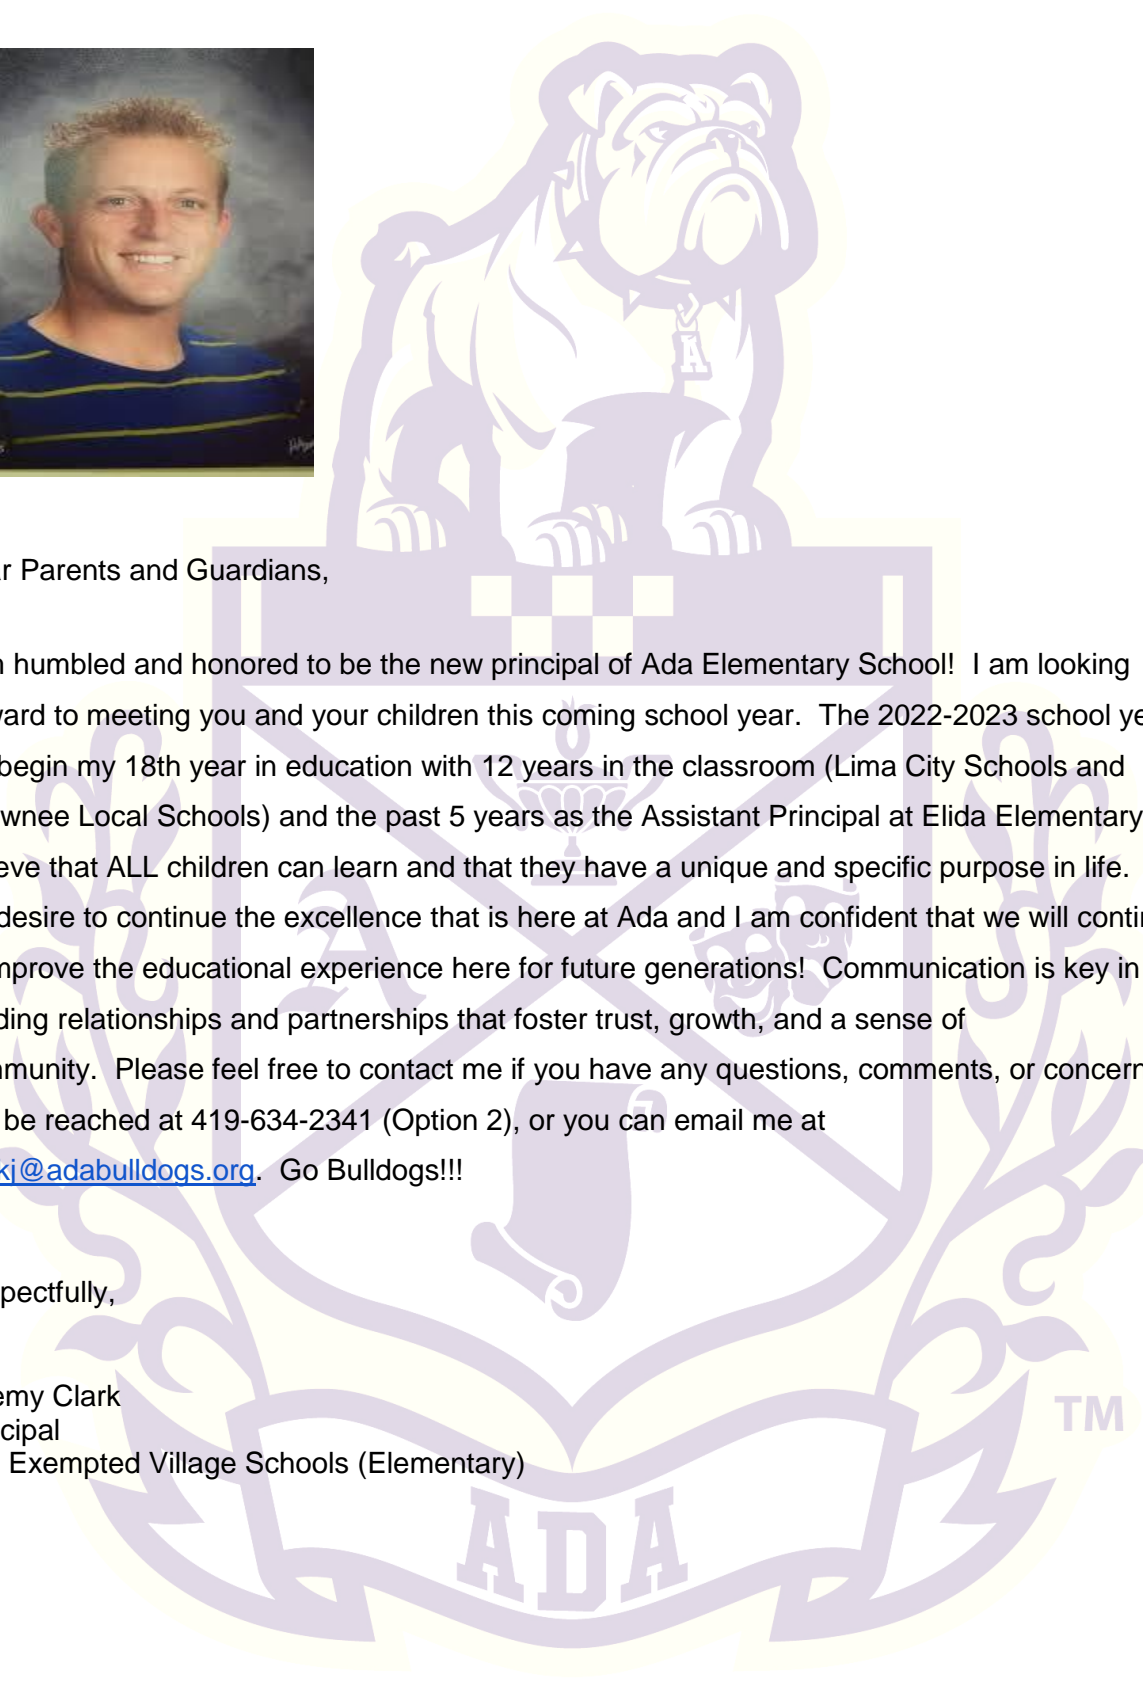 r Parents and Guardians,
n humbled and honored to be the new principal of Ada Elementary School!  I am looking
ward to meeting you and your children this coming school year.  The 2022-2023 school ye
begin my 18th year in education with 12 years in the classroom (Lima City Schools and
wnee Local Schools) and the past 5 years as the Assistant Principal at Elida Elementary
eve that ALL children can learn and that they have a unique and specific purpose in life.
desire to continue the excellence that is here at Ada and I am confident that we will contin
mprove the educational experience here for future generations!  Communication is key in
ding relationships and partnerships that foster trust, growth, and a sense of
munity.  Please feel free to contact me if you have any questions, comments, or concern
be reached at 419-634-2341 (Option 2), or you can email me at
kj@adabulldogs.org.  Go Bulldogs!!!
pectfully,
emy Clark
cipal
Exempted Village Schools (Elementary)
A
A
TM
ADA